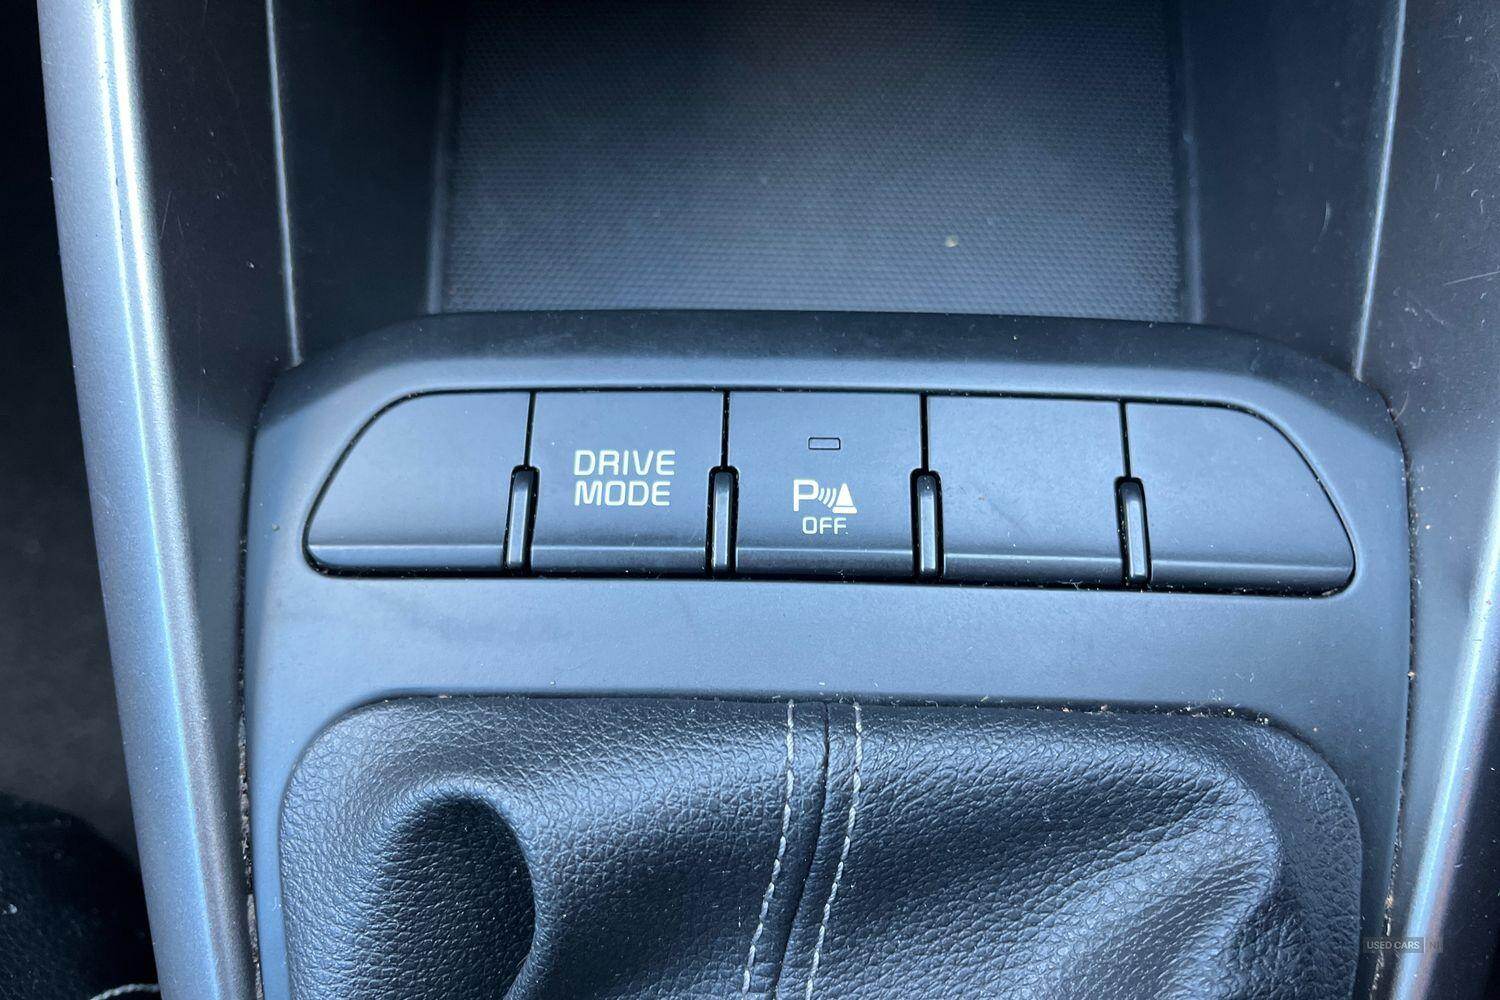 DRIVE
MODE
P
OFF
USED CARS NI